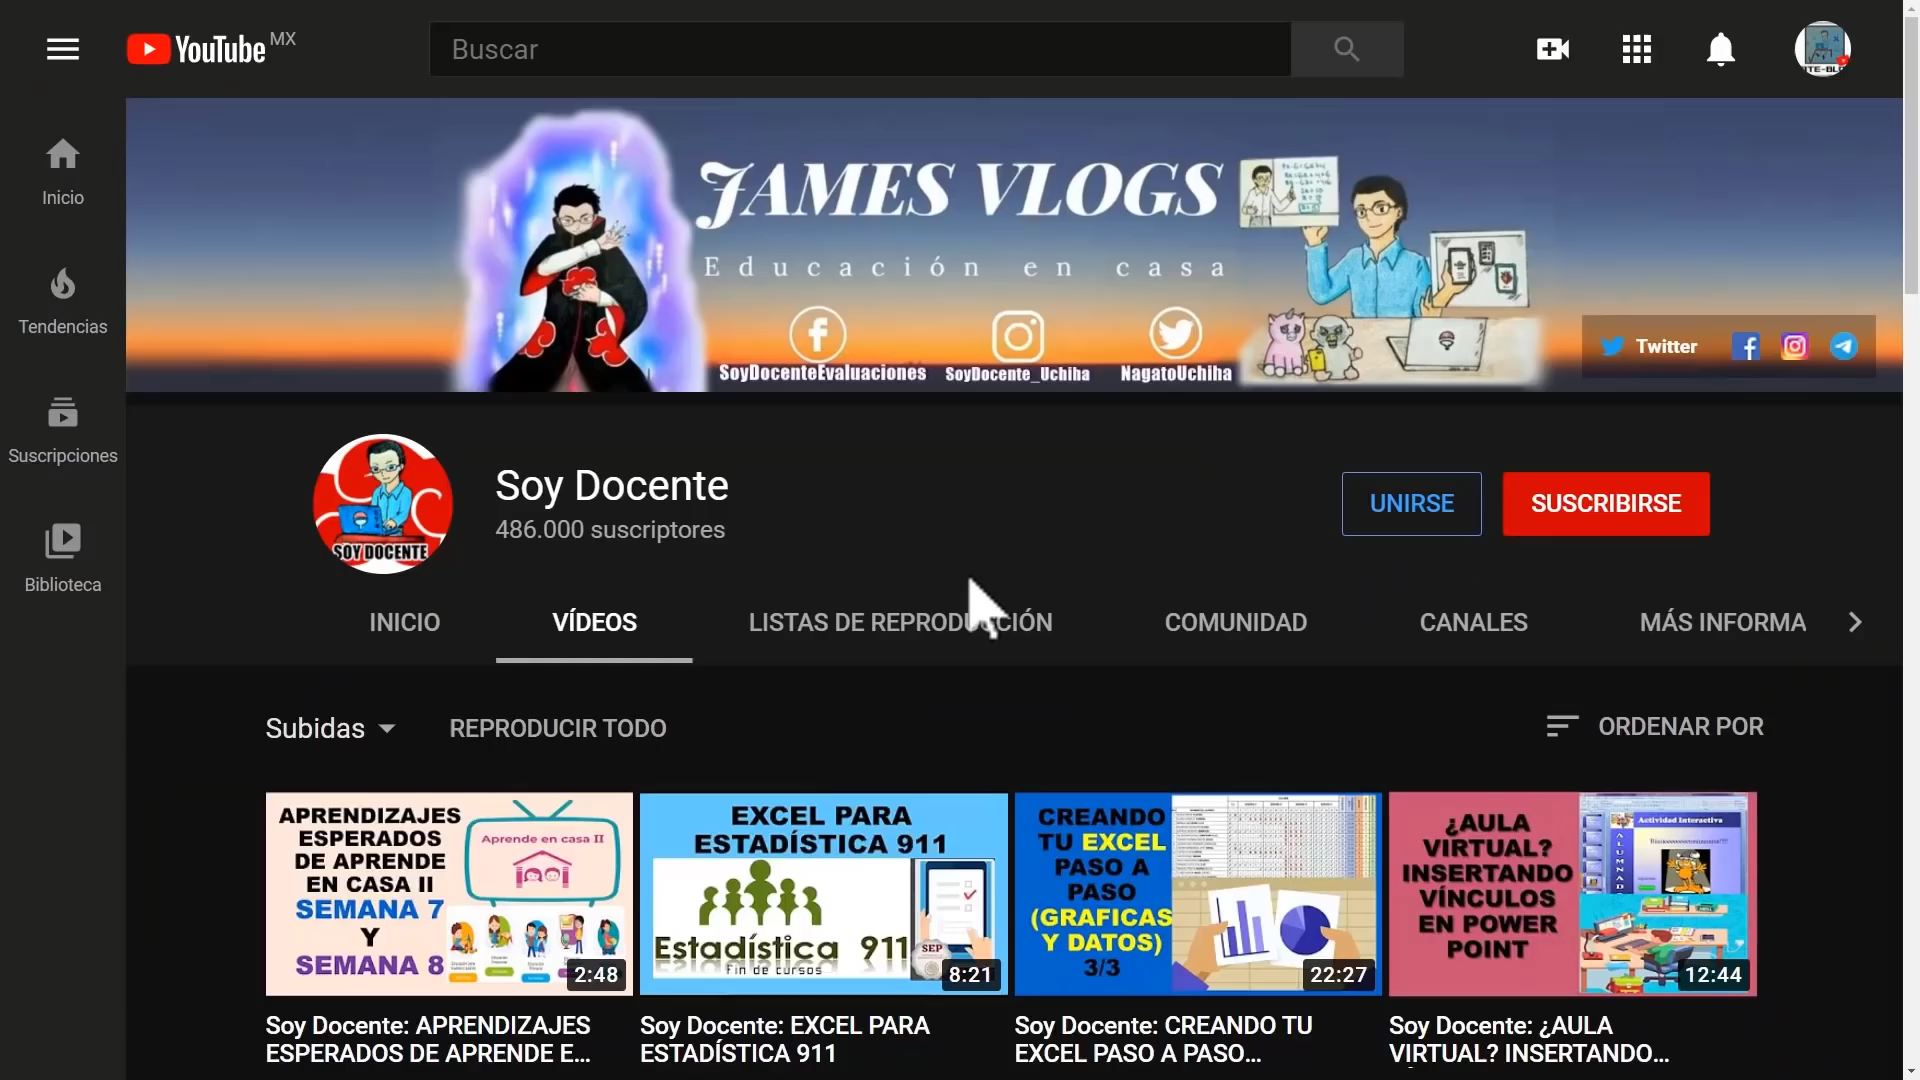 YouTube MX
Buscar
Inicio
Tendencias
Suscripciones
Biblioteca
JAMES VLOGS
Educación en casa
SoyDocenteEvaluaciones
SoyDocente_Uchiha
NagatoUchiha
Twitter
SOY DOCENTE
Soy Docente
486.000 suscriptores
UNIRSE
SUSCRIBIRSE
INICIO
VÍDEOS
LISTAS DE REPRODUCCIÓN
COMUNIDAD
CANALES
MÁS INFORMA
Subidas
REPRODUCIR TODO
ORDENAR POR
APRENDIZAJES
ESPERADOS
DE APRENDE
EN CASA II
SEMANA 7
Y
SEMANA 8
Aprende en casa II
2:48
EXCEL PARA
ESTADÍSTICA 911
Estadística 911
Fin de cursos
SEP
8:21
CREANDO
TU EXCEL
PASO A
PASO
(GRAFICAS
Y DATOS)
3/3
22:27
¿AULA
VIRTUAL?
INSERTANDO
VÍNCULOS
EN POWER
POINT
Actividad Interactiva
12:44
Soy Docente: APRENDIZAJES
ESPERADOS DE APRENDE E...
Soy Docente: EXCEL PARA
ESTADÍSTICA 911
Soy Docente: CREANDO TU
EXCEL PASO A PASO...
Soy Docente: ¿AULA
VIRTUAL? INSERTANDO...